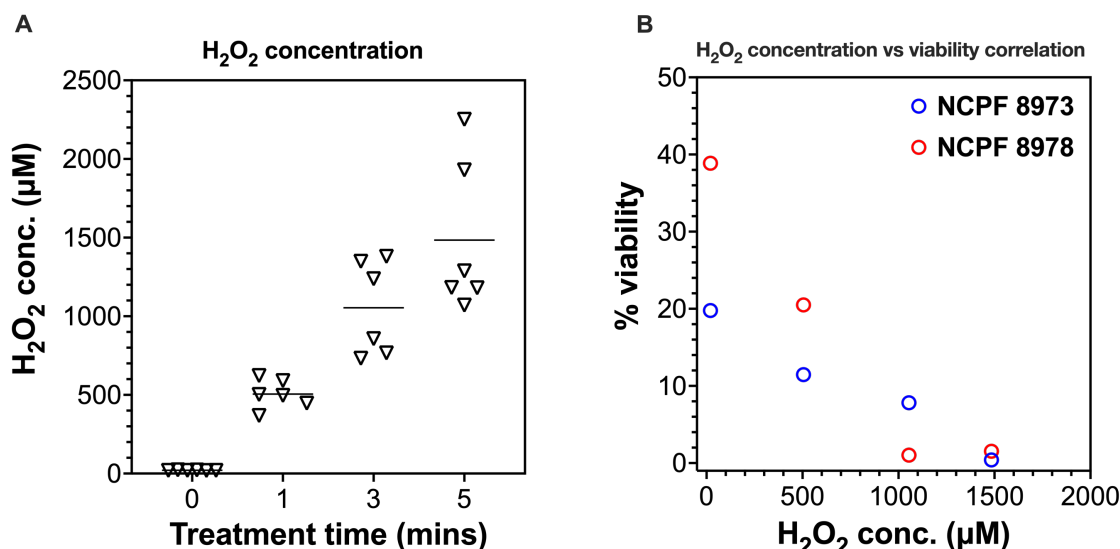 A
H₂O₂ concentration
H₂O₂ conc. (µM)
2500
2000
1500
1000
500
0
0 1 3 5
Treatment time (mins)
B
H₂O₂ concentration vs viability correlation
% viability
50
40
30
20
10
0
NCPF 8973
NCPF 8978
0 500 1000 1500 2000
H₂O₂ conc. (µM)